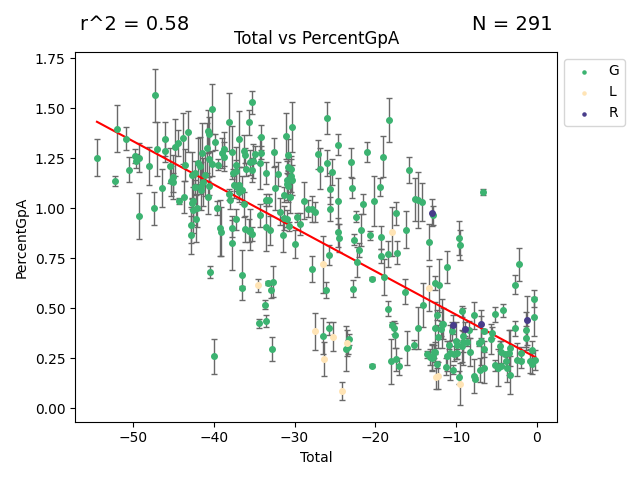 r^2 = 0.58 N = 291
Total vs PercentGpA
1.75
1.50
1.25
1.00
0.75
0.50
0.25
0.00
PercentGpA
−50 −40 −30 −20 −10 0
Total
G
L
R